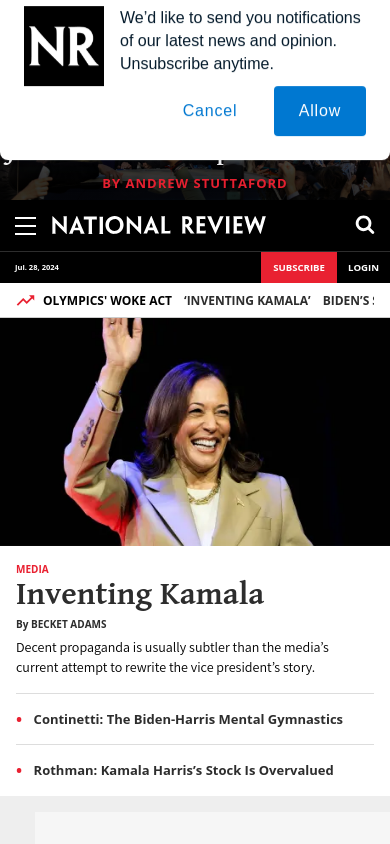 NR
We’d like to send you notifications
of our latest news and opinion.
Unsubscribe anytime.
Cancel
Allow
BY ANDREW STUTTAFORD
NATIONAL REVIEW
Jul. 28, 2024
SUBSCRIBE
LOGIN
OLYMPICS' WOKE ACT ‘INVENTING KAMALA’ BIDEN’S
MEDIA
Inventing Kamala
By BECKET ADAMS
Decent propaganda is usually subtler than the media’s
current attempt to rewrite the vice president’s story.
• Continetti: The Biden-Harris Mental Gymnastics
• Rothman: Kamala Harris’s Stock Is Overvalued